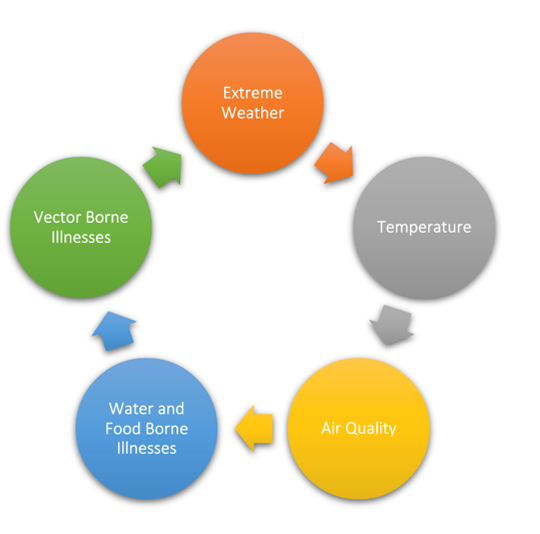 Extreme
Weather
Temperature
Air Quality
Water and
Food Borne
Illnesses
Vector Borne
Illnesses